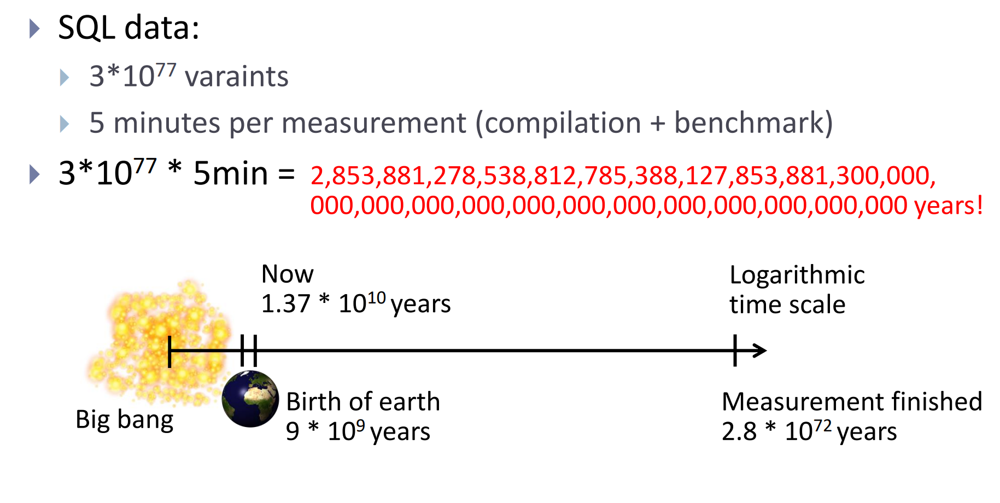 SQL data:
3*10⁷⁷ varaints
5 minutes per measurement (compilation + benchmark)
3*10⁷⁷ * 5min = 2,853,881,278,538,812,785,388,127,853,881,300,000,
000,000,000,000,000,000,000,000,000,000,000,000 years!
Now
1.37 * 10¹⁰ years
Logarithmic
time scale
Big bang
Birth of earth
9 * 10⁹ years
Measurement finished
2.8 * 10⁷² years